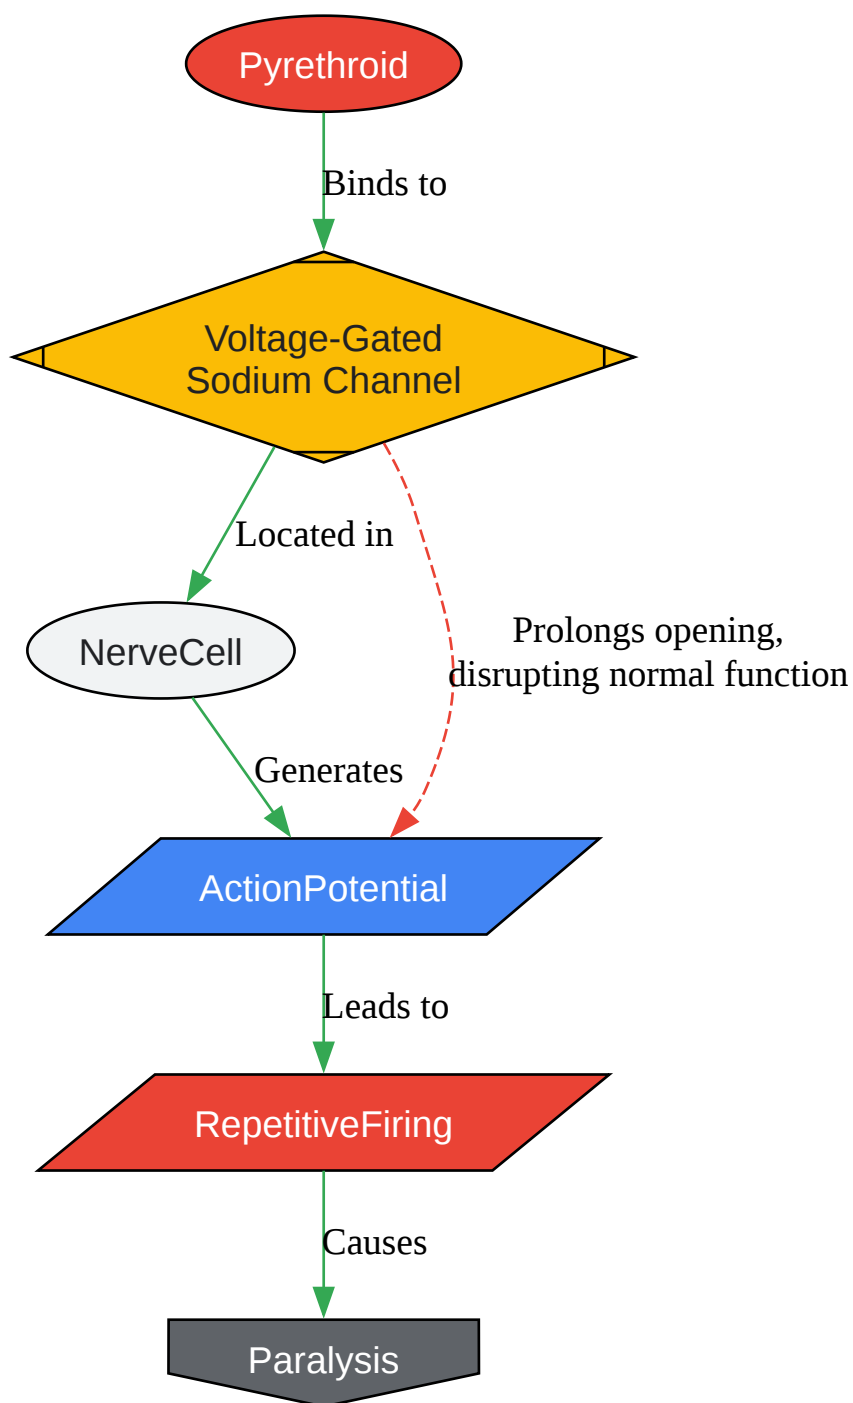 Pyrethroid
Binds to
Voltage-Gated
Sodium Channel
Located in
Prolongs opening,
disrupting normal function
NerveCell
Generates
ActionPotential
Leads to
RepetitiveFiring
Causes
Paralysis